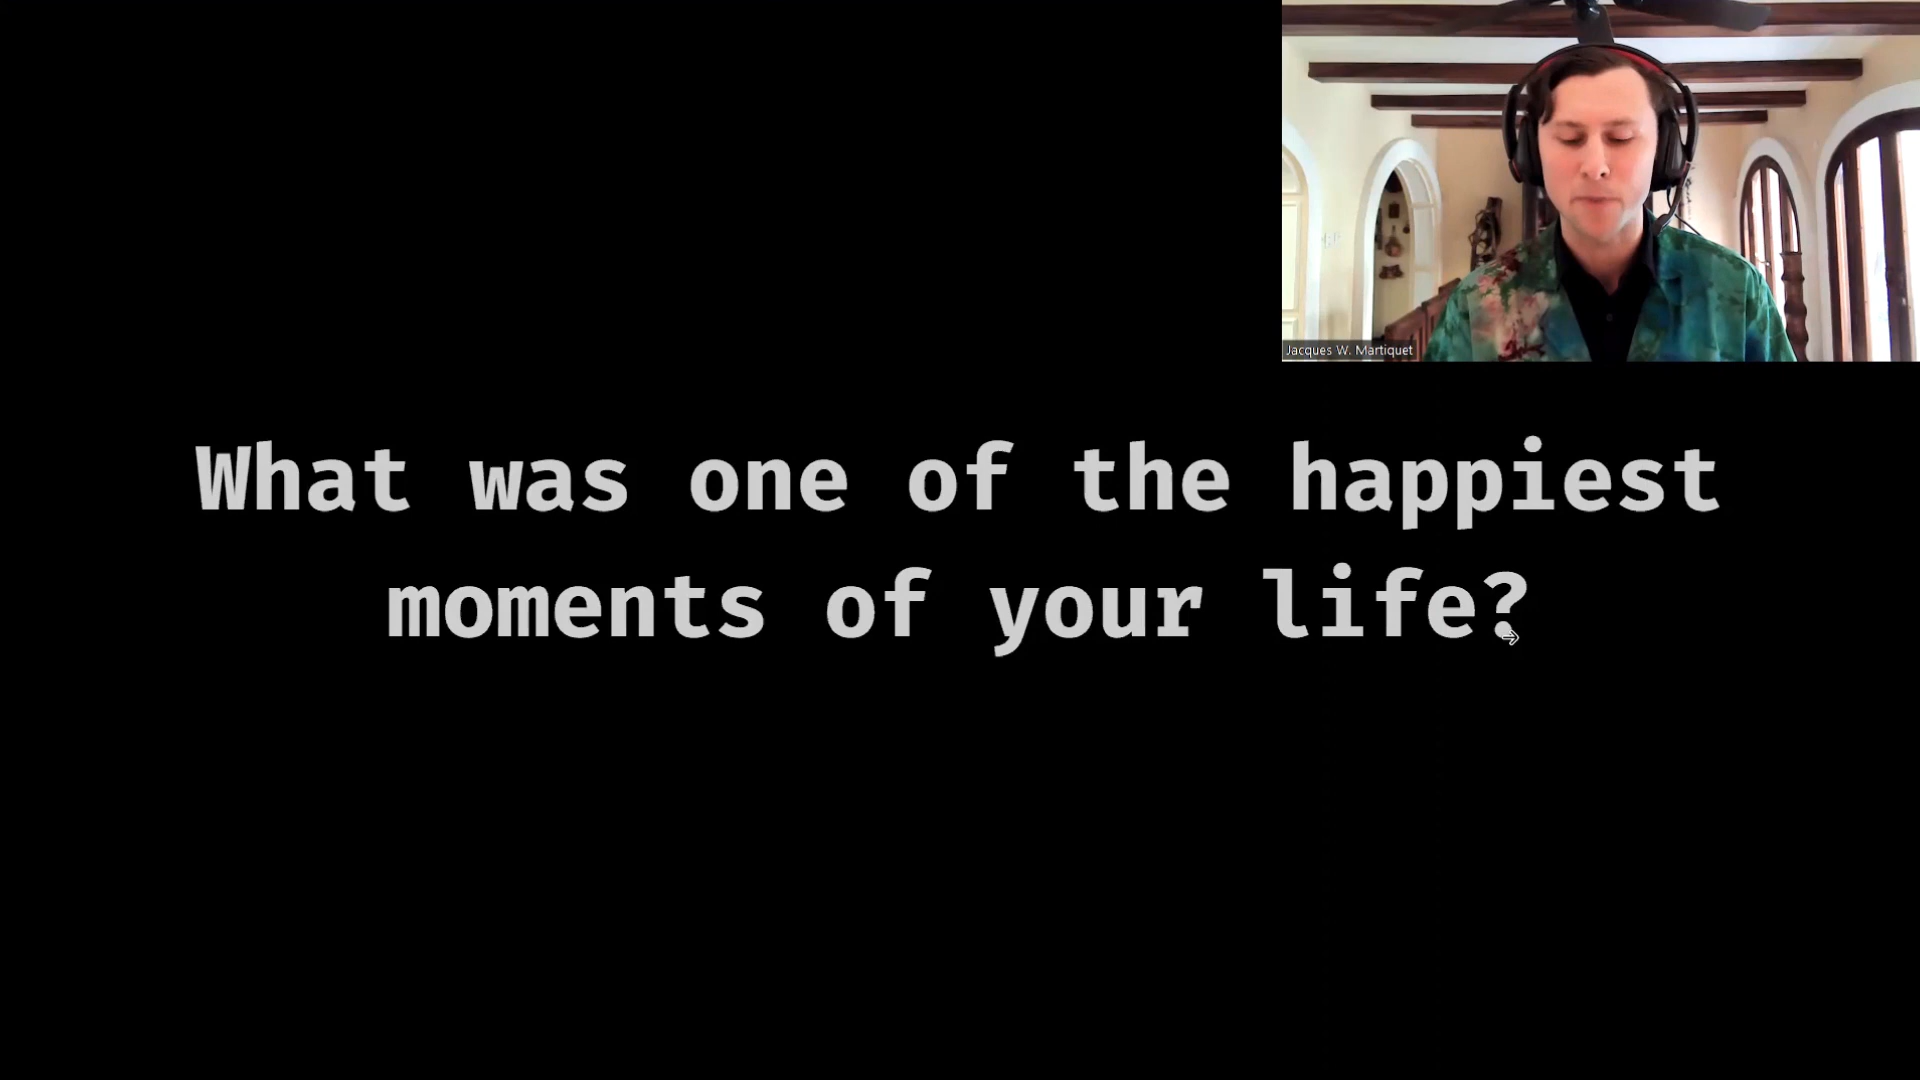 Jacques W. Martiquet
What was one of the happiest
moments of your life?